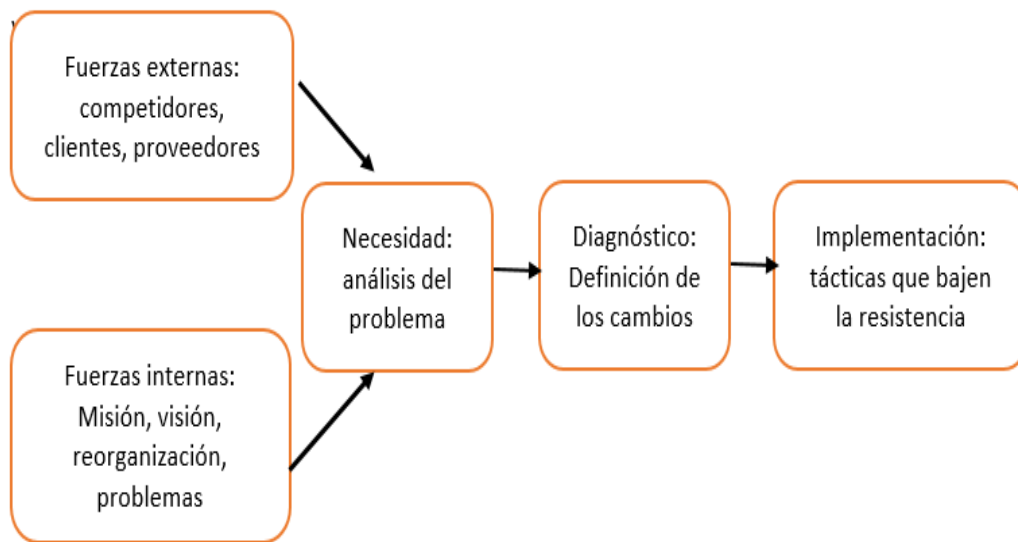 Fuerzas externas:
competidores,
clientes, proveedores
Necesidad:
análisis del
problema
Diagnóstico:
Definición de
los cambios
Implementación:
tácticas que bajen
la resistencia
Fuerzas internas:
Misión, visión,
reorganización,
problemas